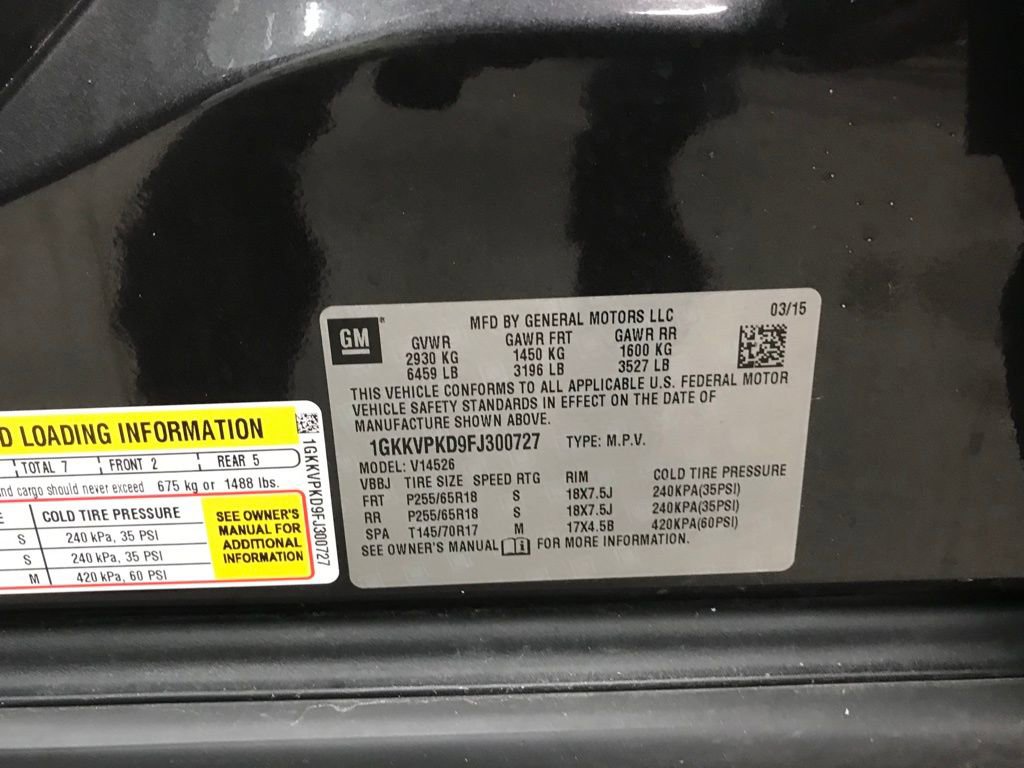 GM
MFD BY GENERAL MOTORS LLC
03/15
GVWR GAWR FRT GAWR RR
2930 KG 1450 KG 1600 KG
6459 LB 3196 LB 3527 LB
THIS VEHICLE CONFORMS TO ALL APPLICABLE U.S. FEDERAL MOTOR
VEHICLE SAFETY STANDARDS IN EFFECT ON THE DATE OF
MANUFACTURE SHOWN ABOVE.
1GKKVPKD9FJ300727 TYPE: M.P.V.
MODEL: V14526
VBBJ TIRE SIZE SPEED RTG RIM COLD TIRE PRESSURE
FRT P255/65R18 S 18X7.5J 240KPA(35PSI)
RR P255/65R18 S 18X7.5J 240KPA(35PSI)
SPA T145/70R17 M 17X4.5B 420KPA(60PSI)
SEE OWNER'S MANUAL FOR MORE INFORMATION.
D LOADING INFORMATION
TOTAL 7 FRONT 2 REAR 5
and cargo should never exceed 675 kg or 1488 lbs.
E COLD TIRE PRESSURE
S 240 kPa, 35 PSI
S 240 kPa, 35 PSI
M 420 kPa, 60 PSI
SEE OWNER'S
MANUAL FOR
ADDITIONAL
INFORMATION
1GKKVPKD9FJ300727